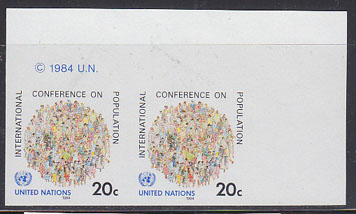 © 1984 U.N.
INTERNATIONAL CONFERENCE ON POPULATION
UNITED NATIONS 20c
1984
INTERNATIONAL CONFERENCE ON POPULATION
UNITED NATIONS 20c
1984